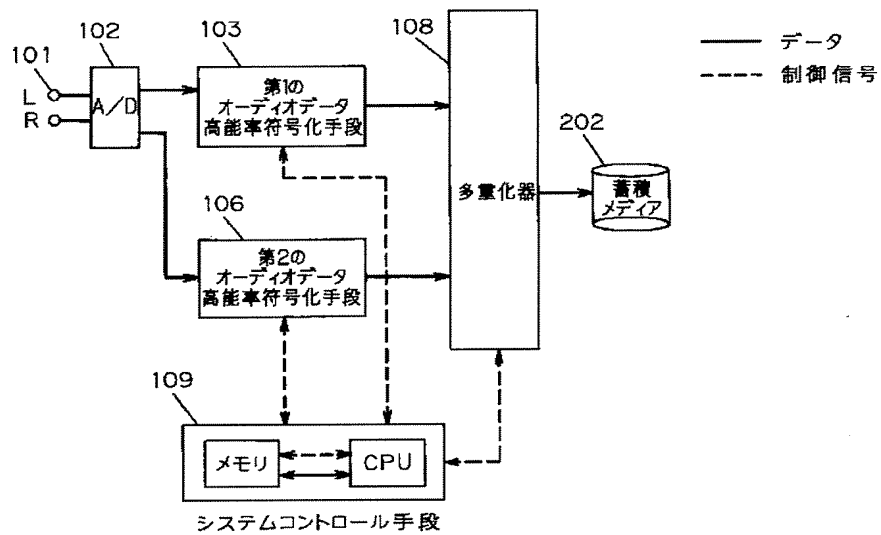 101
L
R
102
A/D
103
第1の
オーディオデータ
高能率符号化手段
106
第2の
オーディオデータ
高能率符号化手段
108
多重化器
データ
制御信号
202
蓄積
メディア
109
メモリ
CPU
システムコントロール手段